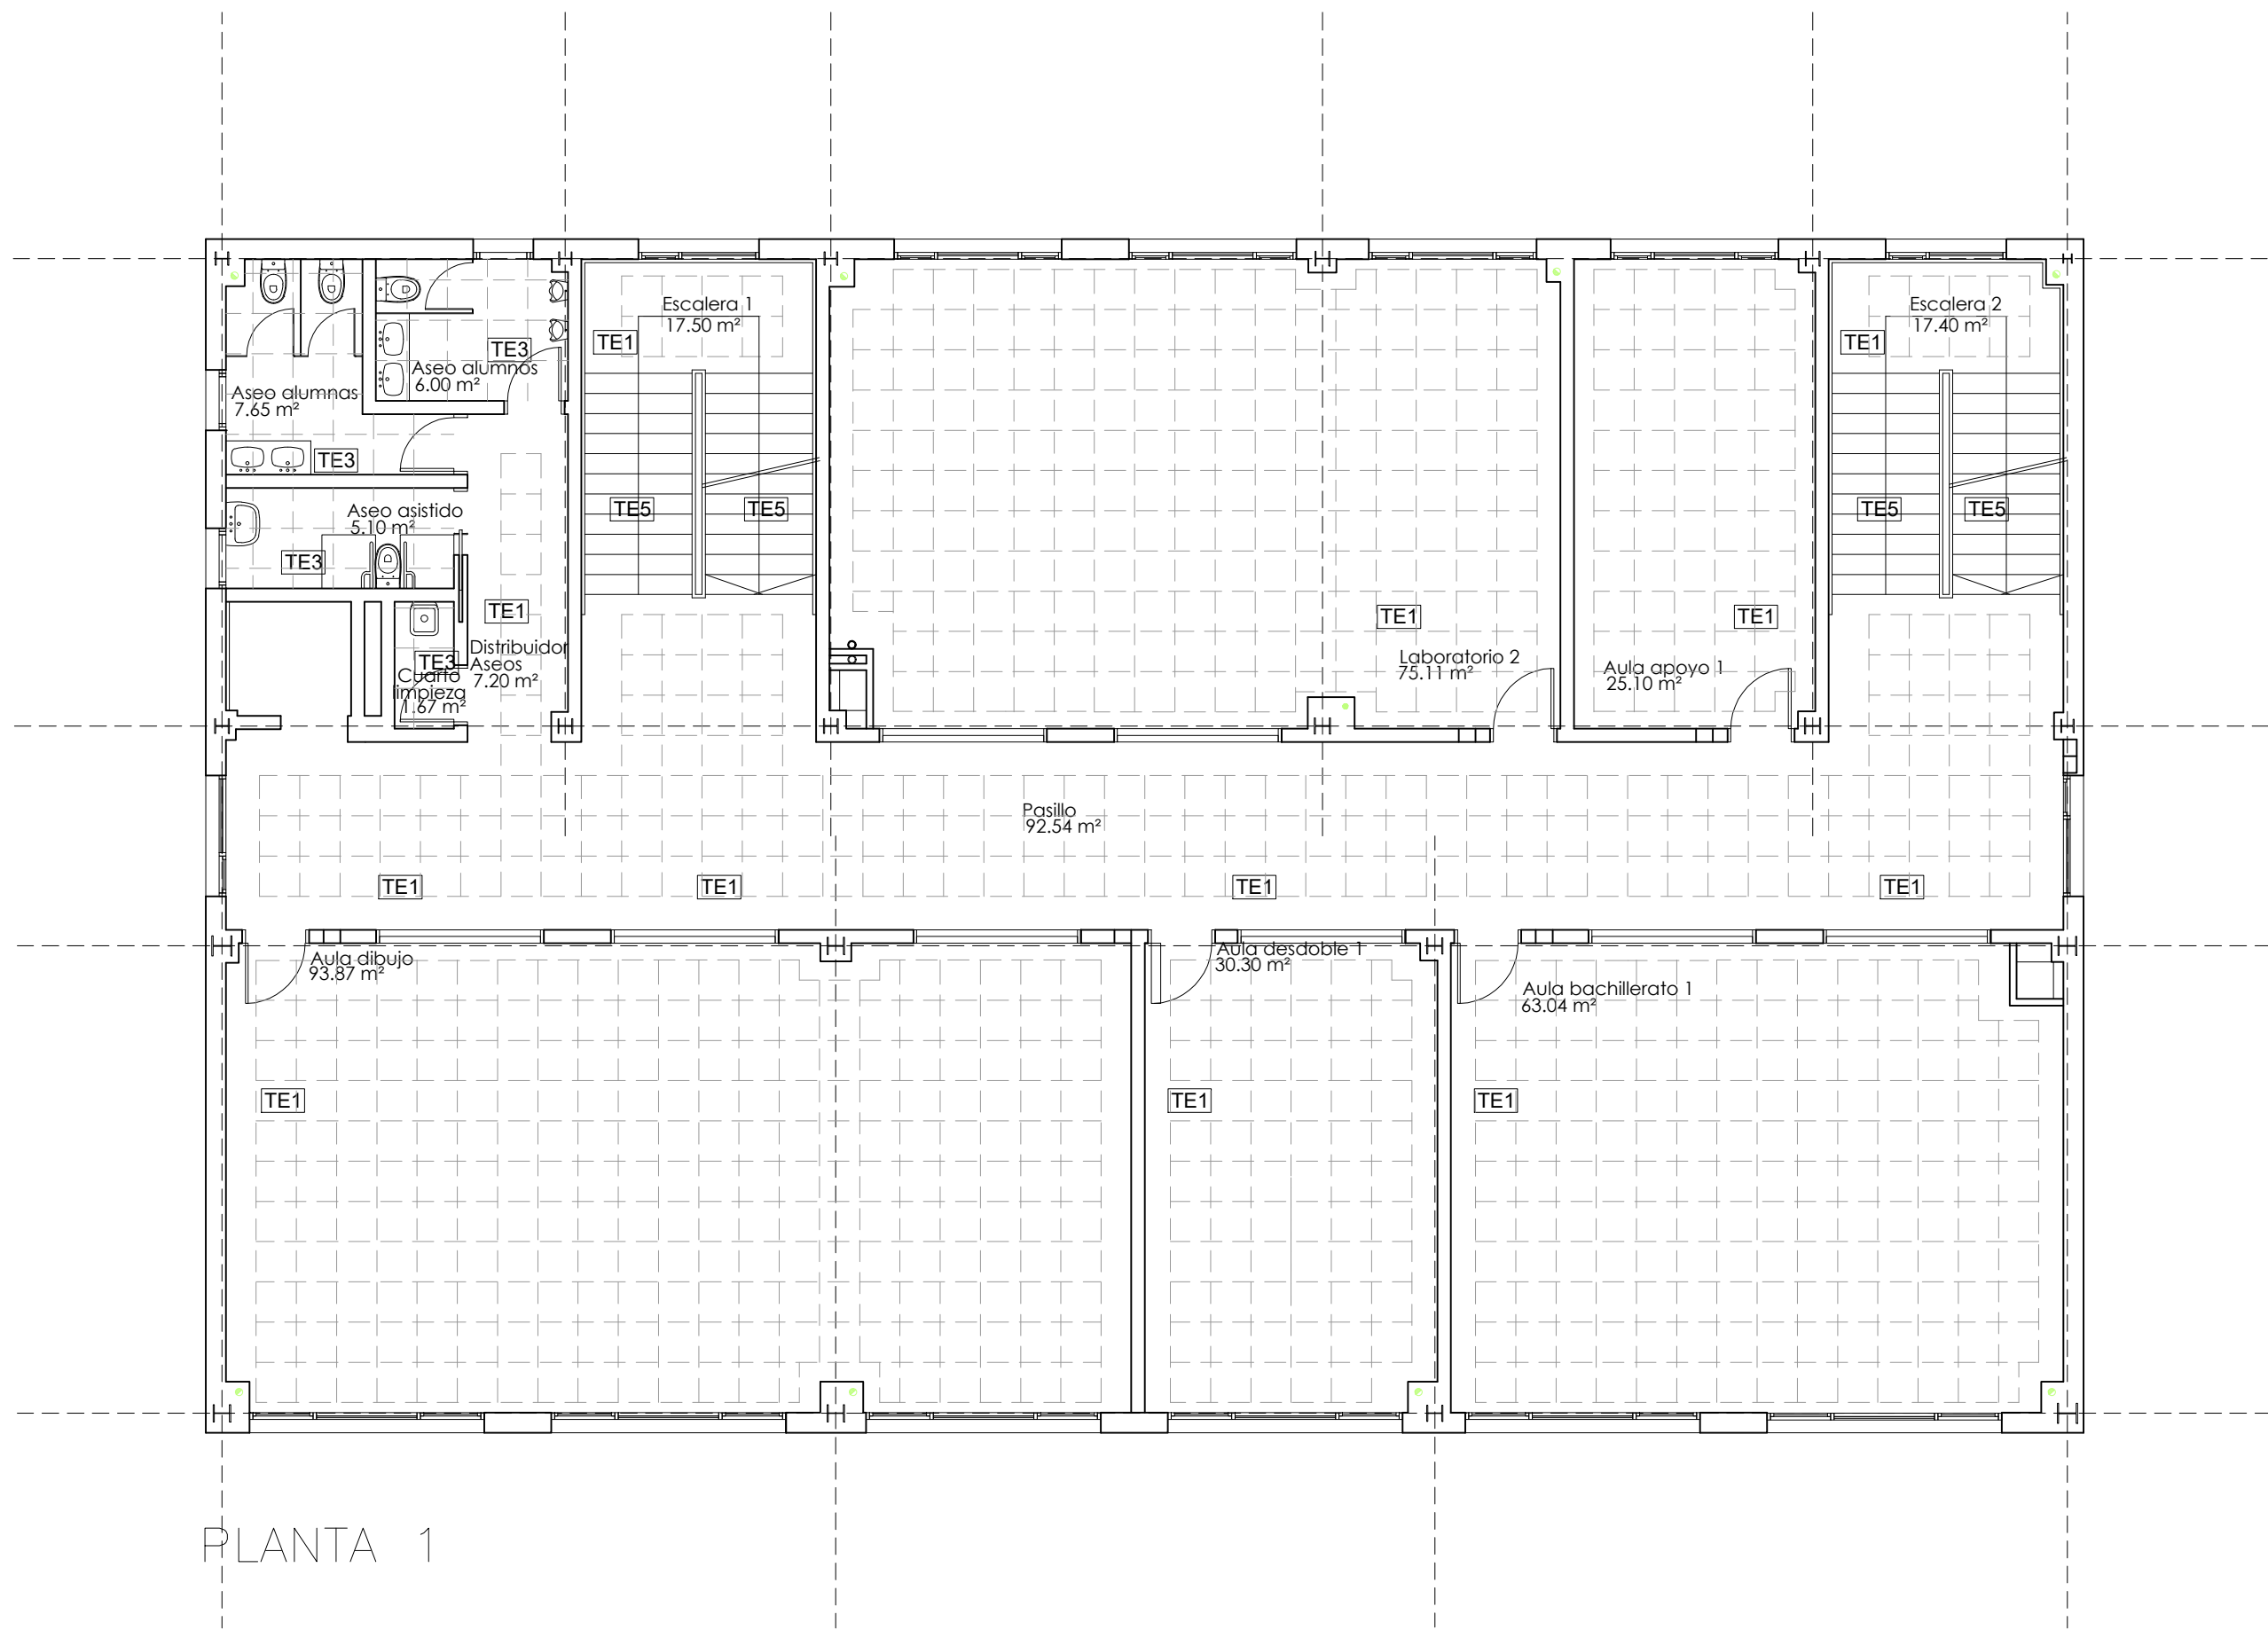 Escalera 1
17.50 m²
TE1
Escalera 2
17.40 m²
TE1
TE3
Aseo alumnos
6.00 m²
Aseo alumnas
7.65 m²
TE3
Aseo asistido
5.10 m²
TE3
TE5
TE5
TE5
TE5
TE1
TE1
TE1
Distribuidor
Aseos
7.20 m²
TE3
Cuarto
limpieza
1.67 m²
Laboratorio 2
75.11 m²
Aula apoyo 1
25.10 m²
Pasillo
92.54 m²
TE1
TE1
TE1
TE1
Aula dibujo
93.87 m²
Aula desdoble 1
30.30 m²
Aula bachillerato 1
63.04 m²
TE1
TE1
TE1
PLANTA 1